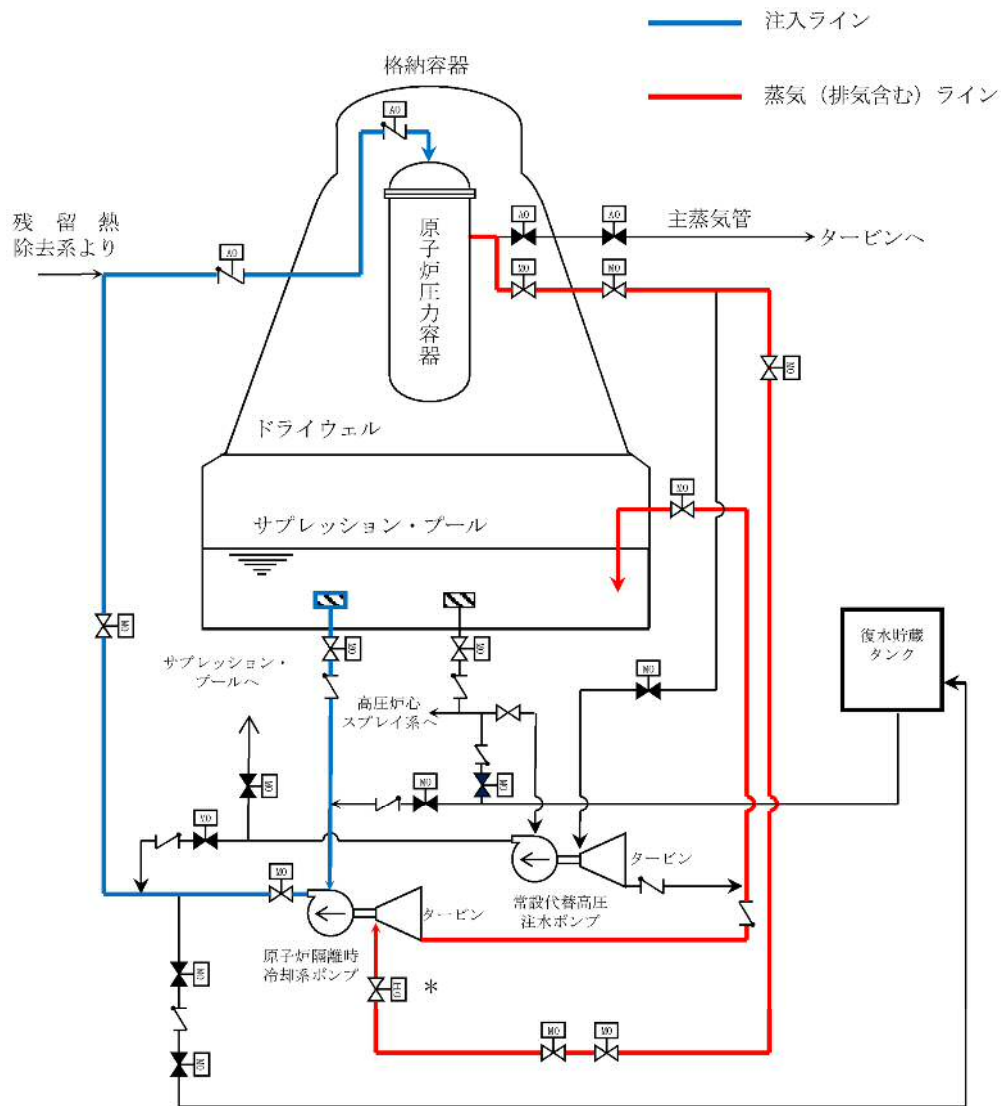 注入ライン
格納容器
蒸気（排気含む）ライン
AO
残留熱
除去系より
AO
原子炉圧力容器
AO
AO
主蒸気管
タービンへ
MO
MO
MO
ドライウェル
MO
サプレッション・プール
MO
MO
MO
復水貯蔵
タンク
サプレッション・
プールへ
MO
高圧炉心
スプレイ系へ
MO
MO
MO
MO
タービン
MO
タービン
常設代替高圧
注水ポンプ
原子炉隔離時
冷却系ポンプ
MO
HO
＊
MO
MO
MO